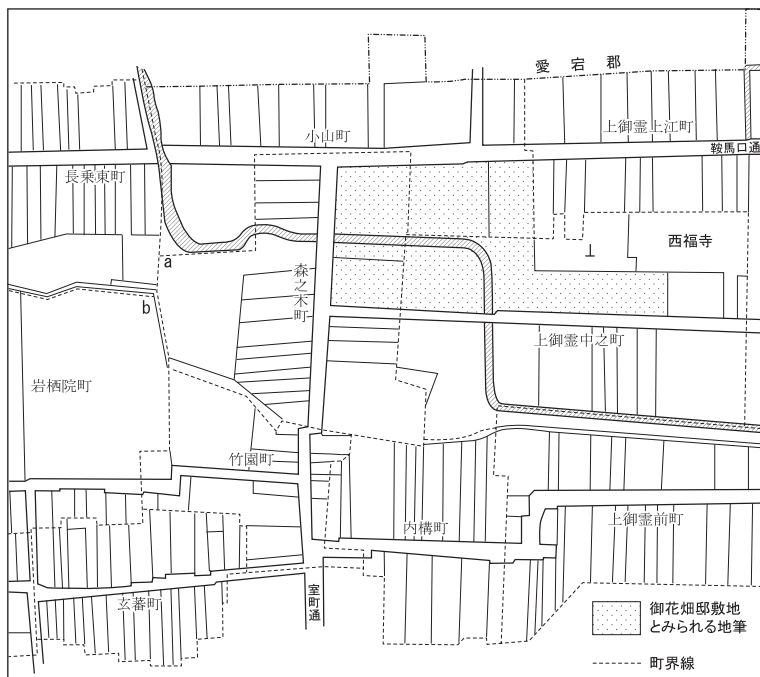 愛宕郡
小山町
上御霊上江町
鞍馬口通
長乗東町
西福寺
a
森之木町
b
上御霊中之町
岩栖院町
竹園町
内構町
上御霊前町
玄蕃町
室町通
御花畑邸敷地
とみられる地筆
町界線